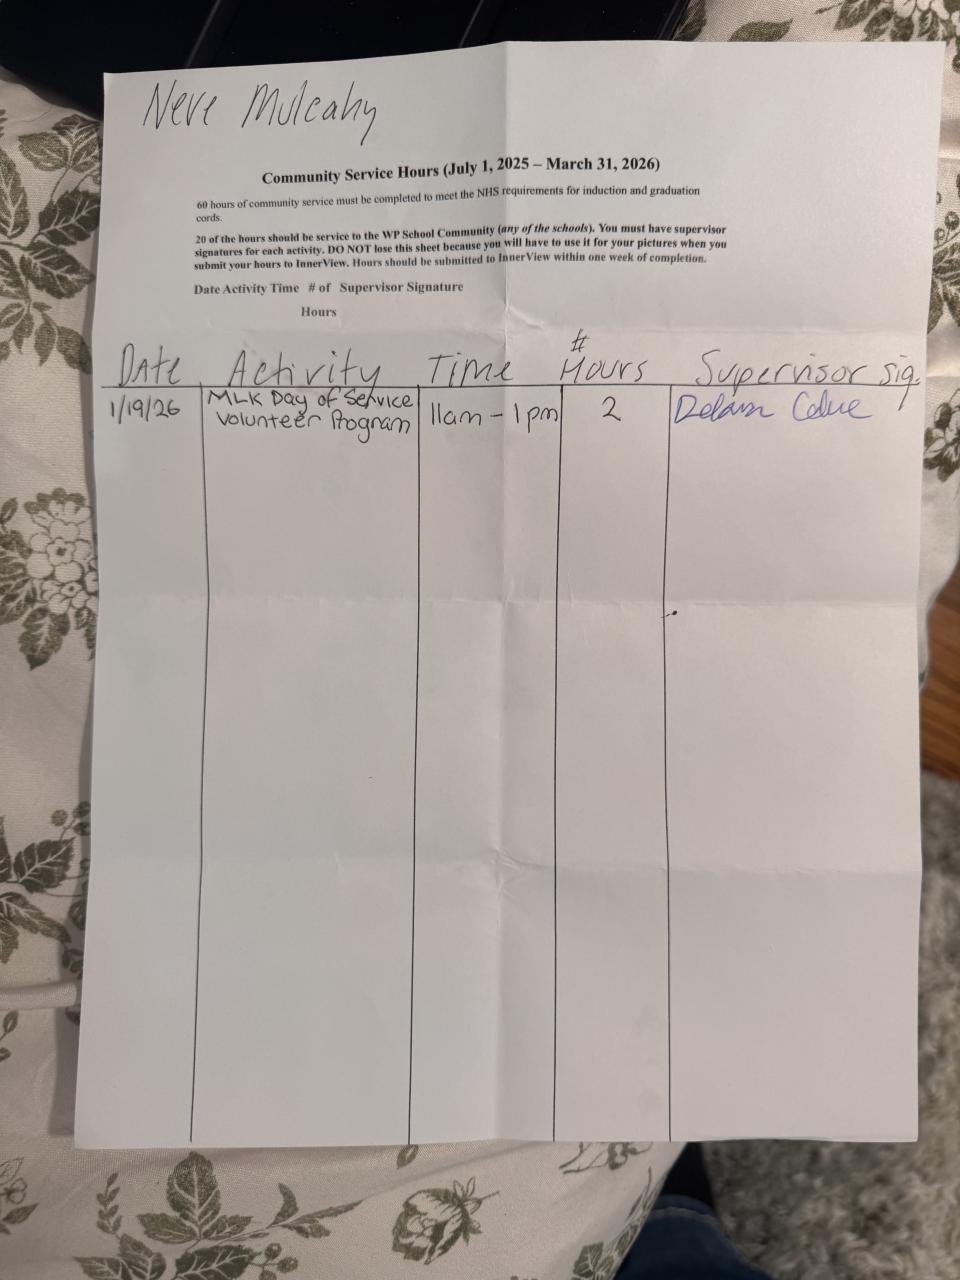 Neve Mulcahy
Community Service Hours (July 1, 2025 – March 31, 2026)
60 hours of community service must be completed to meet the NHS requirements for induction and graduation
cords.
20 of the hours should be service to the WP School Community (any of the schools). You must have supervisor
signatures for each activity. DO NOT lose this sheet because you will have to use it for your pictures when you
submit your hours to InnerView. Hours should be submitted to InnerView within one week of completion.
Date Activity Time # of Supervisor Signature
Hours
Date Activity Time # Hours Supervisor sig.
1/19/26 MLK Day of Service Volunteer Program 11am - 1pm 2